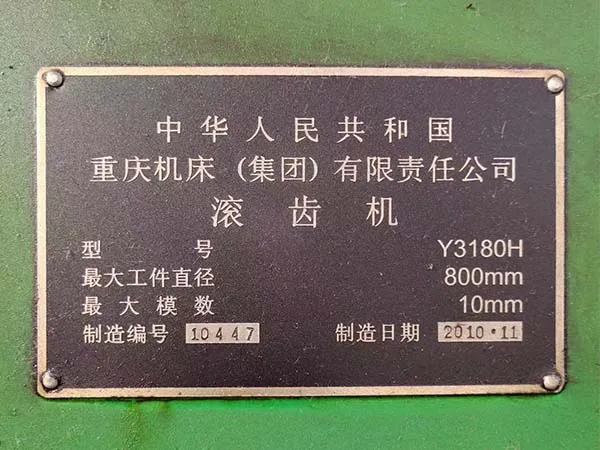 中华人民共和国
重庆机床（集团）有限责任公司
滚齿机
型号 Y3180H
最大工件直径 800mm
最大模数 10mm
制造编号 10447 制造日期 2010·11